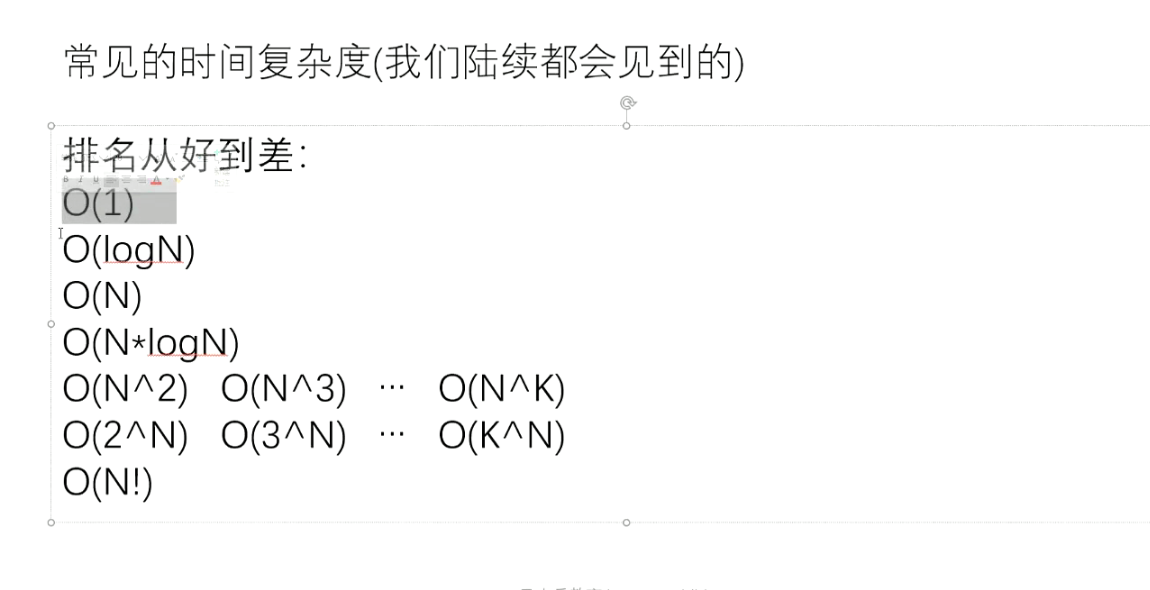 常见的时间复杂度(我们陆续都会见到的)
排名从好到差:
O(1)
O(logN)
O(N)
O(N*logN)
O(N^2) O(N^3) … O(N^K)
O(2^N) O(3^N) … O(K^N)
O(N!)